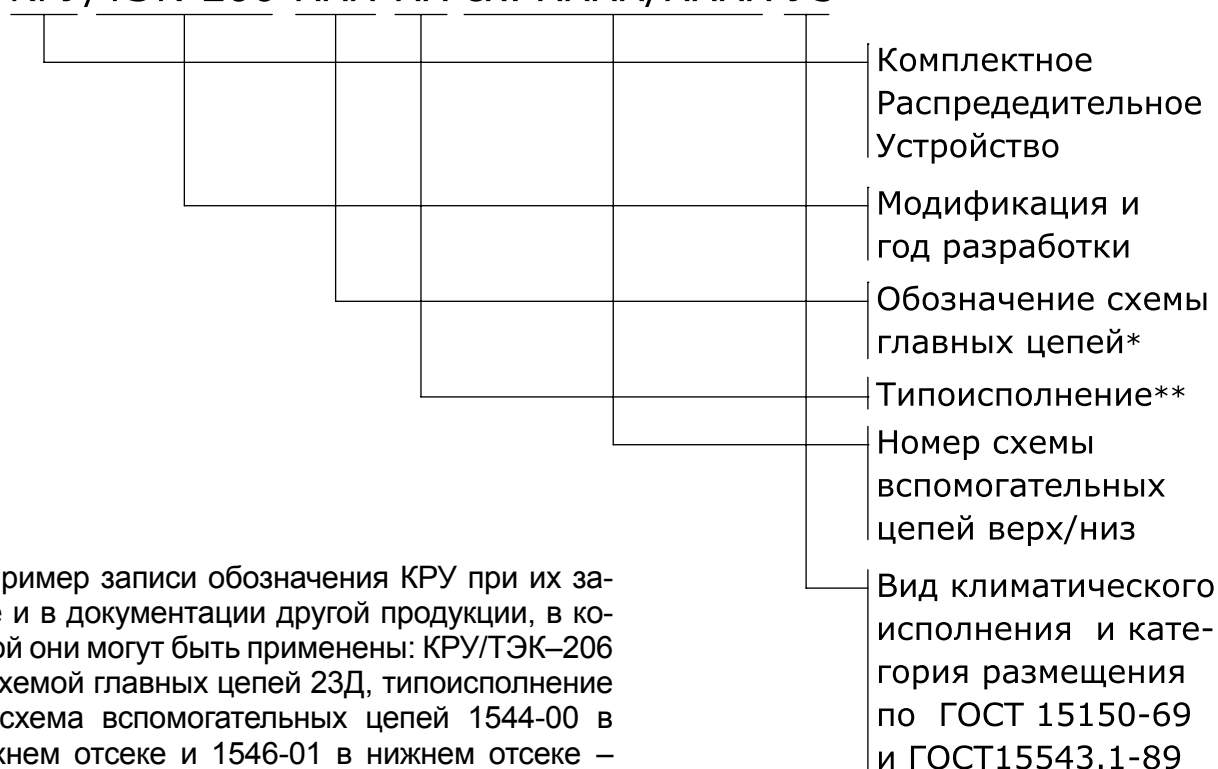 Комплектное
Распредедительное
Устройство
Модификация и
год разработки
Обозначение схемы
главных цепей*
Типоисполнение**
Номер схемы
вспомогательных
цепей верх/низ
Вид климатического
исполнения и кате-
гория размещения
по ГОСТ 15150-69
и ГОСТ15543.1-89
ример записи обозначения КРУ при их за-
е и в документации другой продукции, в ко-
ой они могут быть применены: КРУ/ТЭК–206
хемой главных цепей 23Д, типоисполнение
схема вспомогательных цепей 1544-00 в
хнем отсеке и 1546-01 в нижнем отсеке –